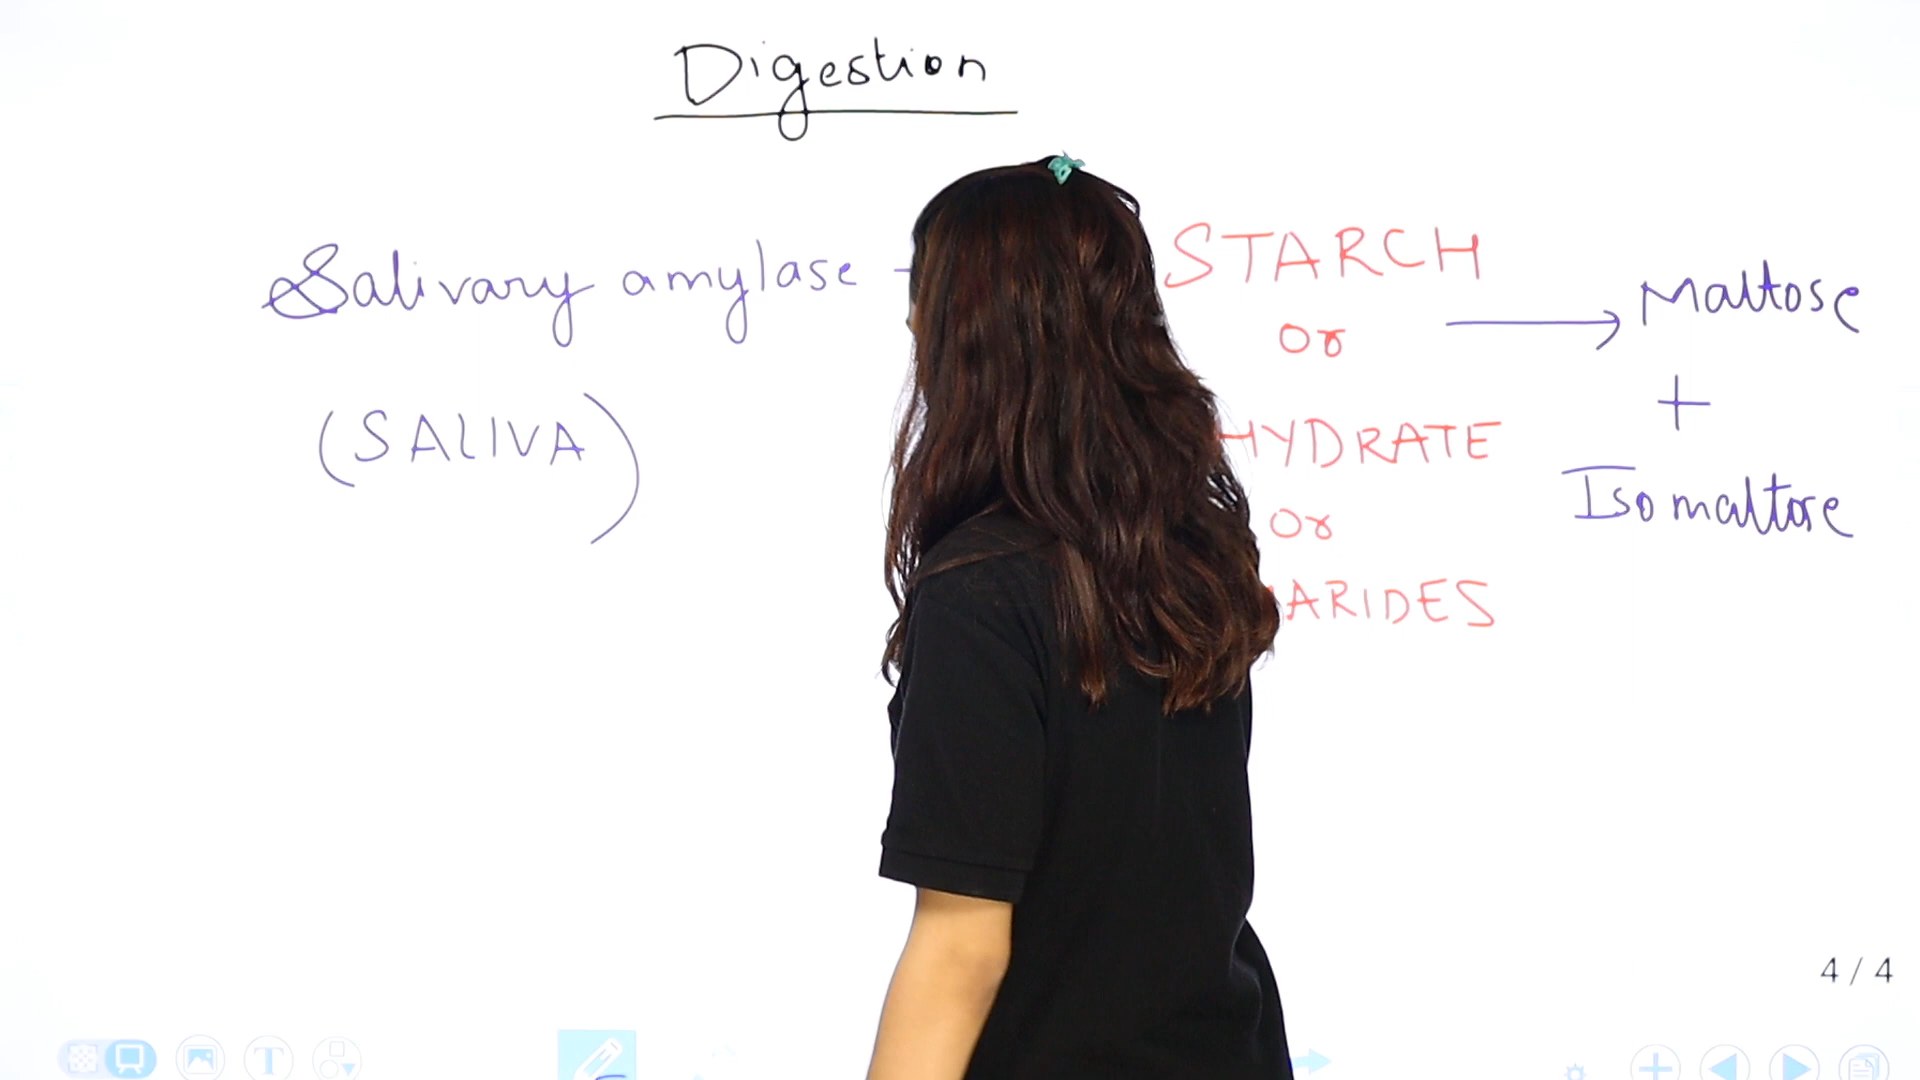 Digestion
Salivary amylase
(SALIVA)
STARCH
or
HYDRATE
or
ARIDES
Maltose
+
Isomaltose
4 / 4
T